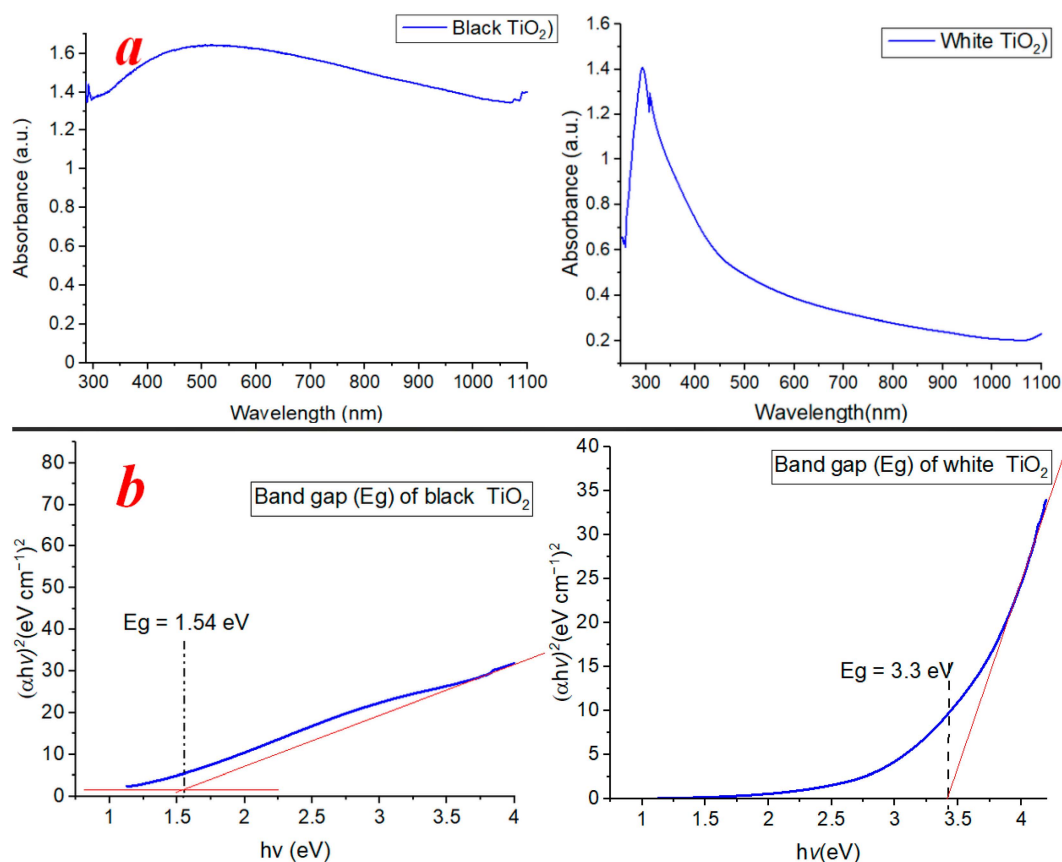 a
Black TiO₂)
1.6
1.4
1.2
1
0.8
0.6
0.4
0.2
0
Absorbance (a.u.)
300 400 500 600 700 800 900 1000 1100
Wavelength (nm)
White TiO₂)
1.6
1.4
1.2
1.0
0.8
0.6
0.4
0.2
Absorbance (a.u.)
300 400 500 600 700 800 900 1000 1100
Wavelength(nm)
b
Band gap (Eg) of black TiO₂
80
70
60
50
40
30
20
10
0
(αhν)²(eV cm⁻¹)²
Eg = 1.54 eV
1 1.5 2 2.5 3 3.5 4
hν (eV)
Band gap (Eg) of white TiO₂
40
35
30
25
20
15
10
5
0
(αhν)²(eV cm⁻¹)²
Eg = 3.3 eV
1 1.5 2 2.5 3 3.5 4
hν(eV)